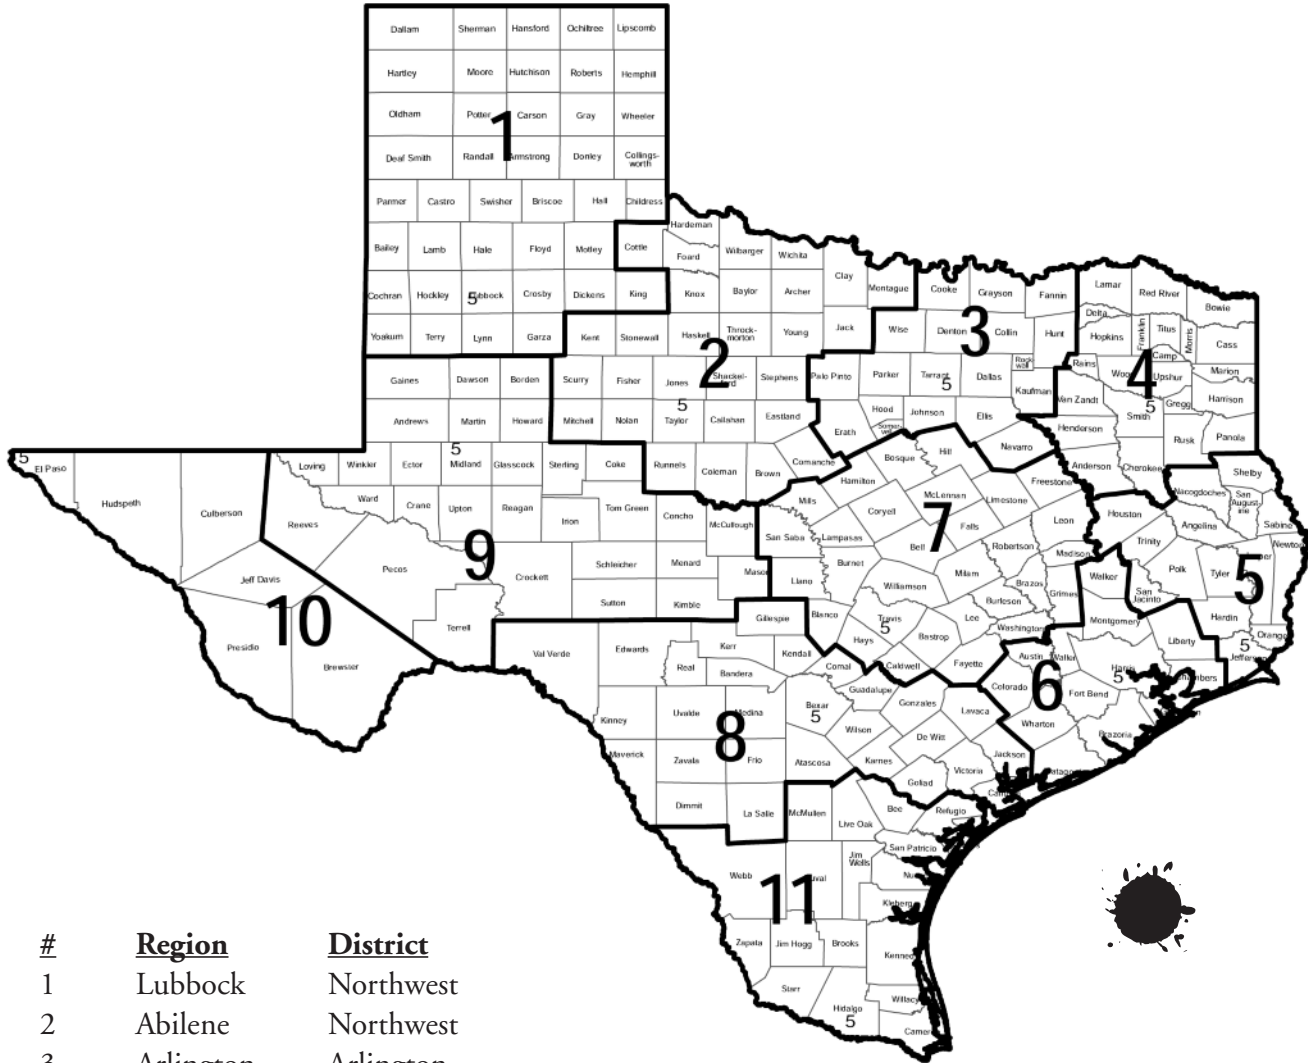 Dallam Sherman Hansford Ochiltree Lipscomb
Hartley Moore Hutchison Roberts Hemphill
Oldham Potter Carson Gray Wheeler
1
Deaf Smith Randall Armstrong Donley Collings-
worth
Parmer Castro Swisher Briscoe Hall Childress
Hardeman
Bailey Lamb Hale Floyd Motley Cottle Foard Wilbarger Wichita
Clay
Cochran Hockley Lubbock Crosby Dickens King Knox Baylor Archer Montague Cooke Grayson Fannin Lamar Red River Bowie
5
Delta
Yoakum Terry Lynn Garza Kent Stonewall Haskell Throck-
morton Young Jack Wise Denton Collin Hunt Hopkins Franklin Titus Morris Cass
3
2
Rock-
wall Rains Wood Camp Upshur Marion
4
Gaines Dawson Borden Scurry Fisher Jones Shackel-
ford Stephens Palo Pinto Parker Tarrant Dallas Kaufman Van Zandt Gregg Harrison
5 5 5
Smith
Andrews Martin Howard Mitchell Nolan Taylor Callahan Eastland Erath Hood Somer-
vell Johnson Ellis Henderson Rusk Panola
Navarro
5
El Paso Loving Winkler Ector Midland Glasscock Sterling Coke Runnels Coleman Brown Comanche Bosque Hill Anderson Cherokee Shelby
5
Hudspeth Culberson Reeves Ward Crane Upton Reagan Irion Tom Green Concho McCullough Mills Hamilton McLennan Limestone Freestone Nacogdoches San
August
ine
Houston Angelina Sabine
Coryell Falls Leon Trinity Newton
7
9
San Saba Lampasas Bell Robertson Madison Polk Tyler
5
Jeff Davis Pecos Crockett Schleicher Menard Mason Llano Burnet Milam Brazos Walker San
Jacinto
10
Williamson Grimes Hardin
Sutton Kimble Burleson Montgomery
Presidio Brewster Terrell Gillespie Blanco Travis Lee Washington Liberty Orange
5
Val Verde Edwards Kerr Kendall Hays Bastrop Austin Waller Harris Jefferson
5 5
Real Bandera Comal Caldwell Fayette Colorado Chambers
6
2
Kinney Uvalde Medina Bexar Guadalupe Gonzales Lavaca Fort Bend
5
8
Wilson De Witt Wharton Brazoria
Maverick Zavala Frio Atascosa Karnes Victoria Jackson
Goliad
Dimmit La Salle McMullen Live Oak Bee Refugio
San Patricio
Webb Jim
Wells
11
Kleberg
Zapata Jim Hogg Brooks
Starr Hidalgo Willacy
5
# Region District
1 Lubbock Northwest
2 Abilene Northwest
3 Arlington Arlington